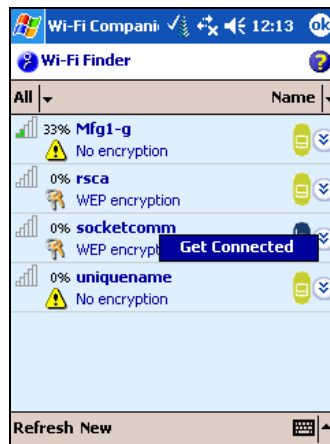 Wi-Fi Compani 12:13 ok
Wi-Fi Finder ?
All Name
33% Mfg1-g
No encryption
0% rsca
WEP encryption
0% socketcomm
WEP encrypt Get Connected
0% uniquename
No encryption
Refresh New